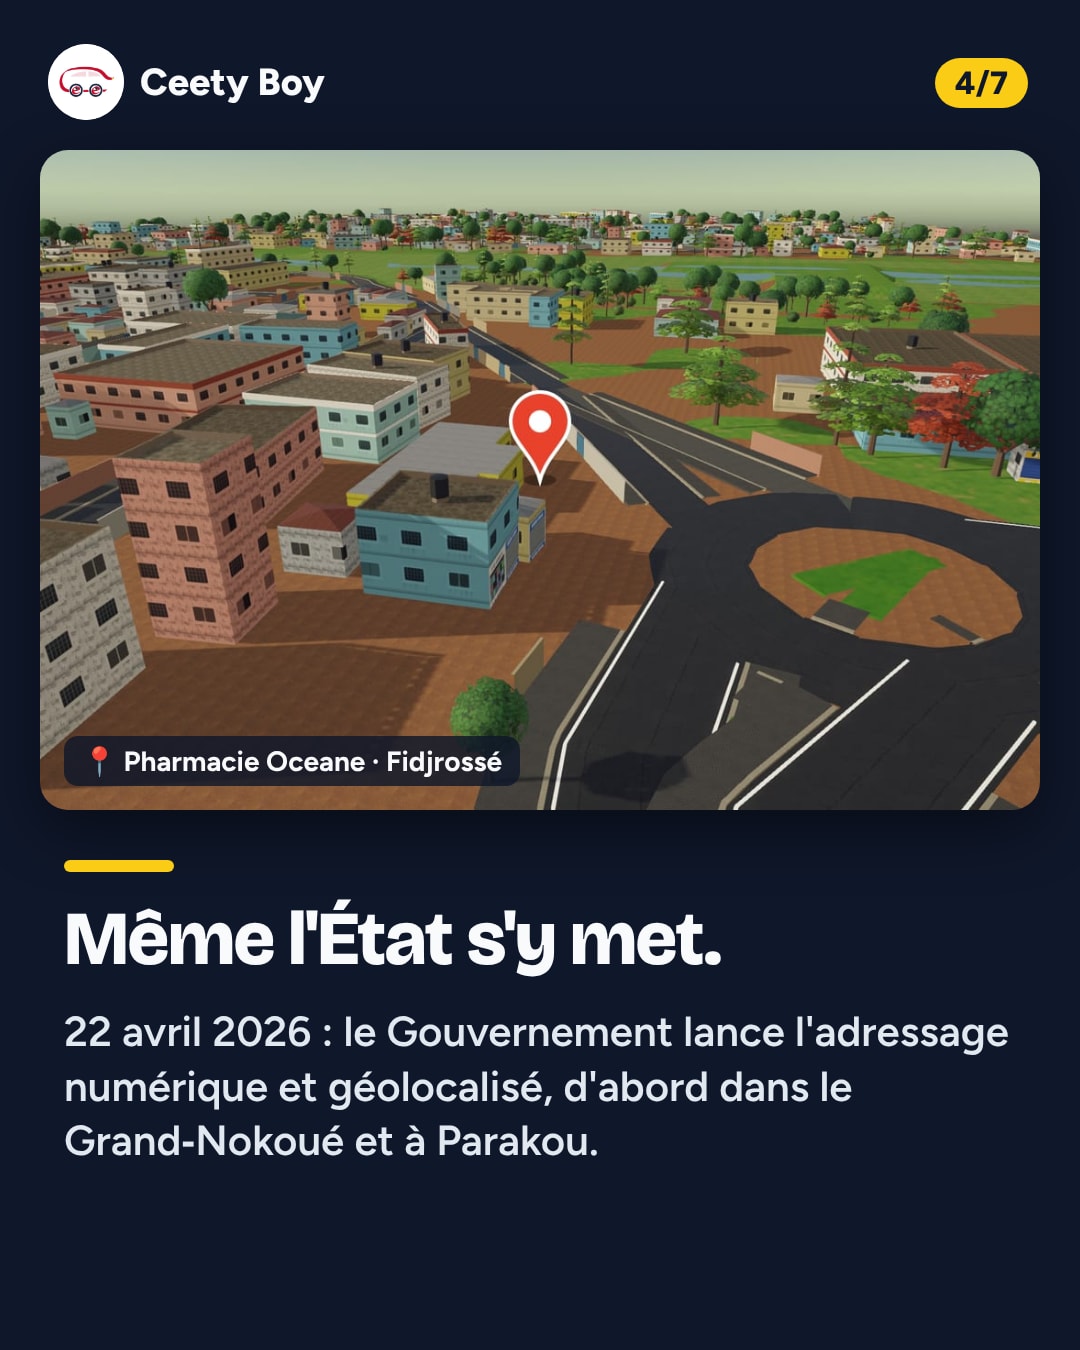 Ceety Boy
4/7
📍 Pharmacie Oceane · Fidjrossé
Même l'État s'y met.
22 avril 2026 : le Gouvernement lance l'adressage
numérique et géolocalisé, d'abord dans le
Grand-Nokoué et à Parakou.